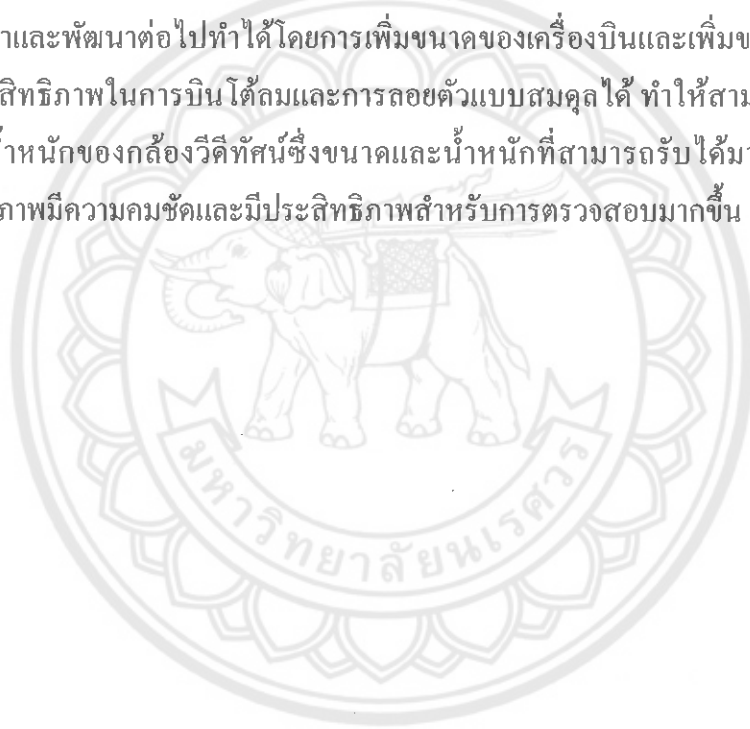 และพัฒนาต่อไปทำได้โดยการเพิ่มขนาดของเครื่องบินและเพิ่มข
สิทธิภาพในการบินโต้ลมและการลอยตัวแบบสมดุลได้ ทำให้สาม
้ำหนักของกล้องวีดีทัศน์ซึ่งขนาดและน้ำหนักที่สามารถรับได้มา
ภาพมีความคมชัดและมีประสิทธิภาพสำหรับการตรวจสอบมากขึ้น
มหาวิทยาลัยนเรศวร